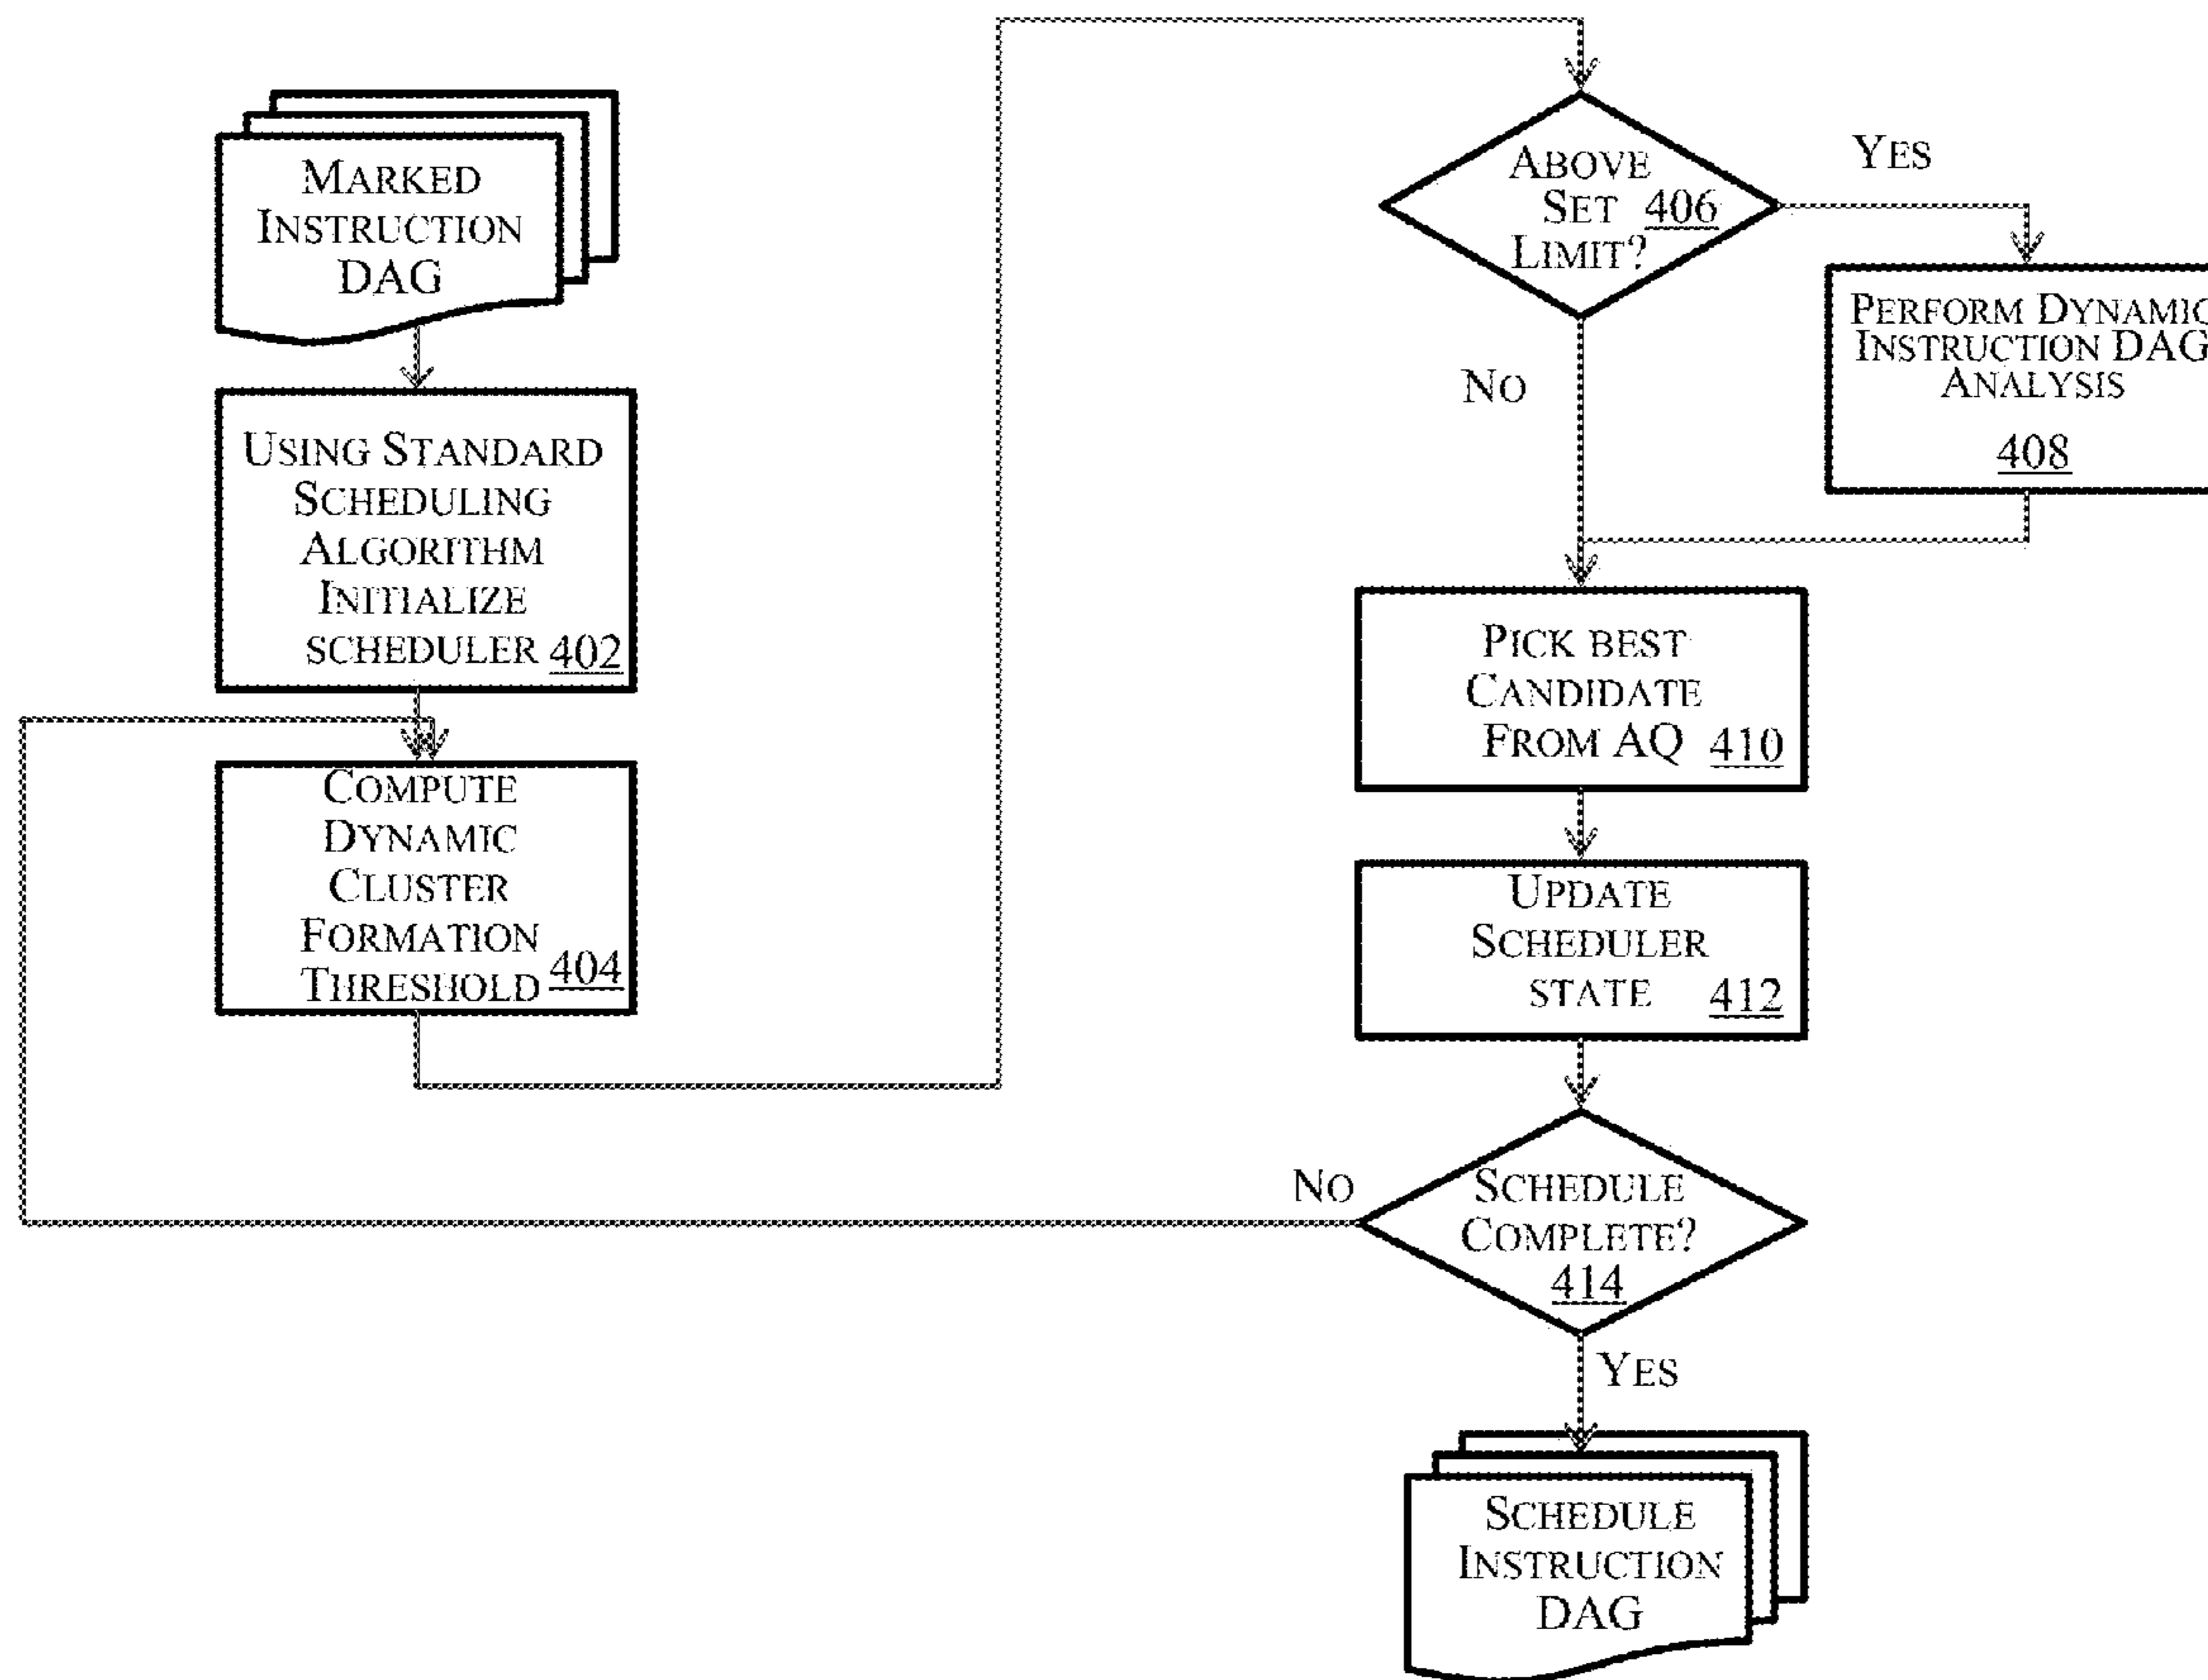 MARKED
INSTRUCTION
DAG
USING STANDARD
SCHEDULING
ALGORITHM
INITIALIZE
SCHEDULER 402
COMPUTE
DYNAMIC
CLUSTER
FORMATION
THRESHOLD 404
ABOVE
SET 406
LIMIT?
YES
NO
PERFORM DYNAMIC
INSTRUCTION DAG
ANALYSIS
408
PICK BEST
CANDIDATE
FROM AQ 410
UPDATE
SCHEDULER
STATE 412
NO
SCHEDULE
COMPLETE?
414
YES
SCHEDULE
INSTRUCTION
DAG